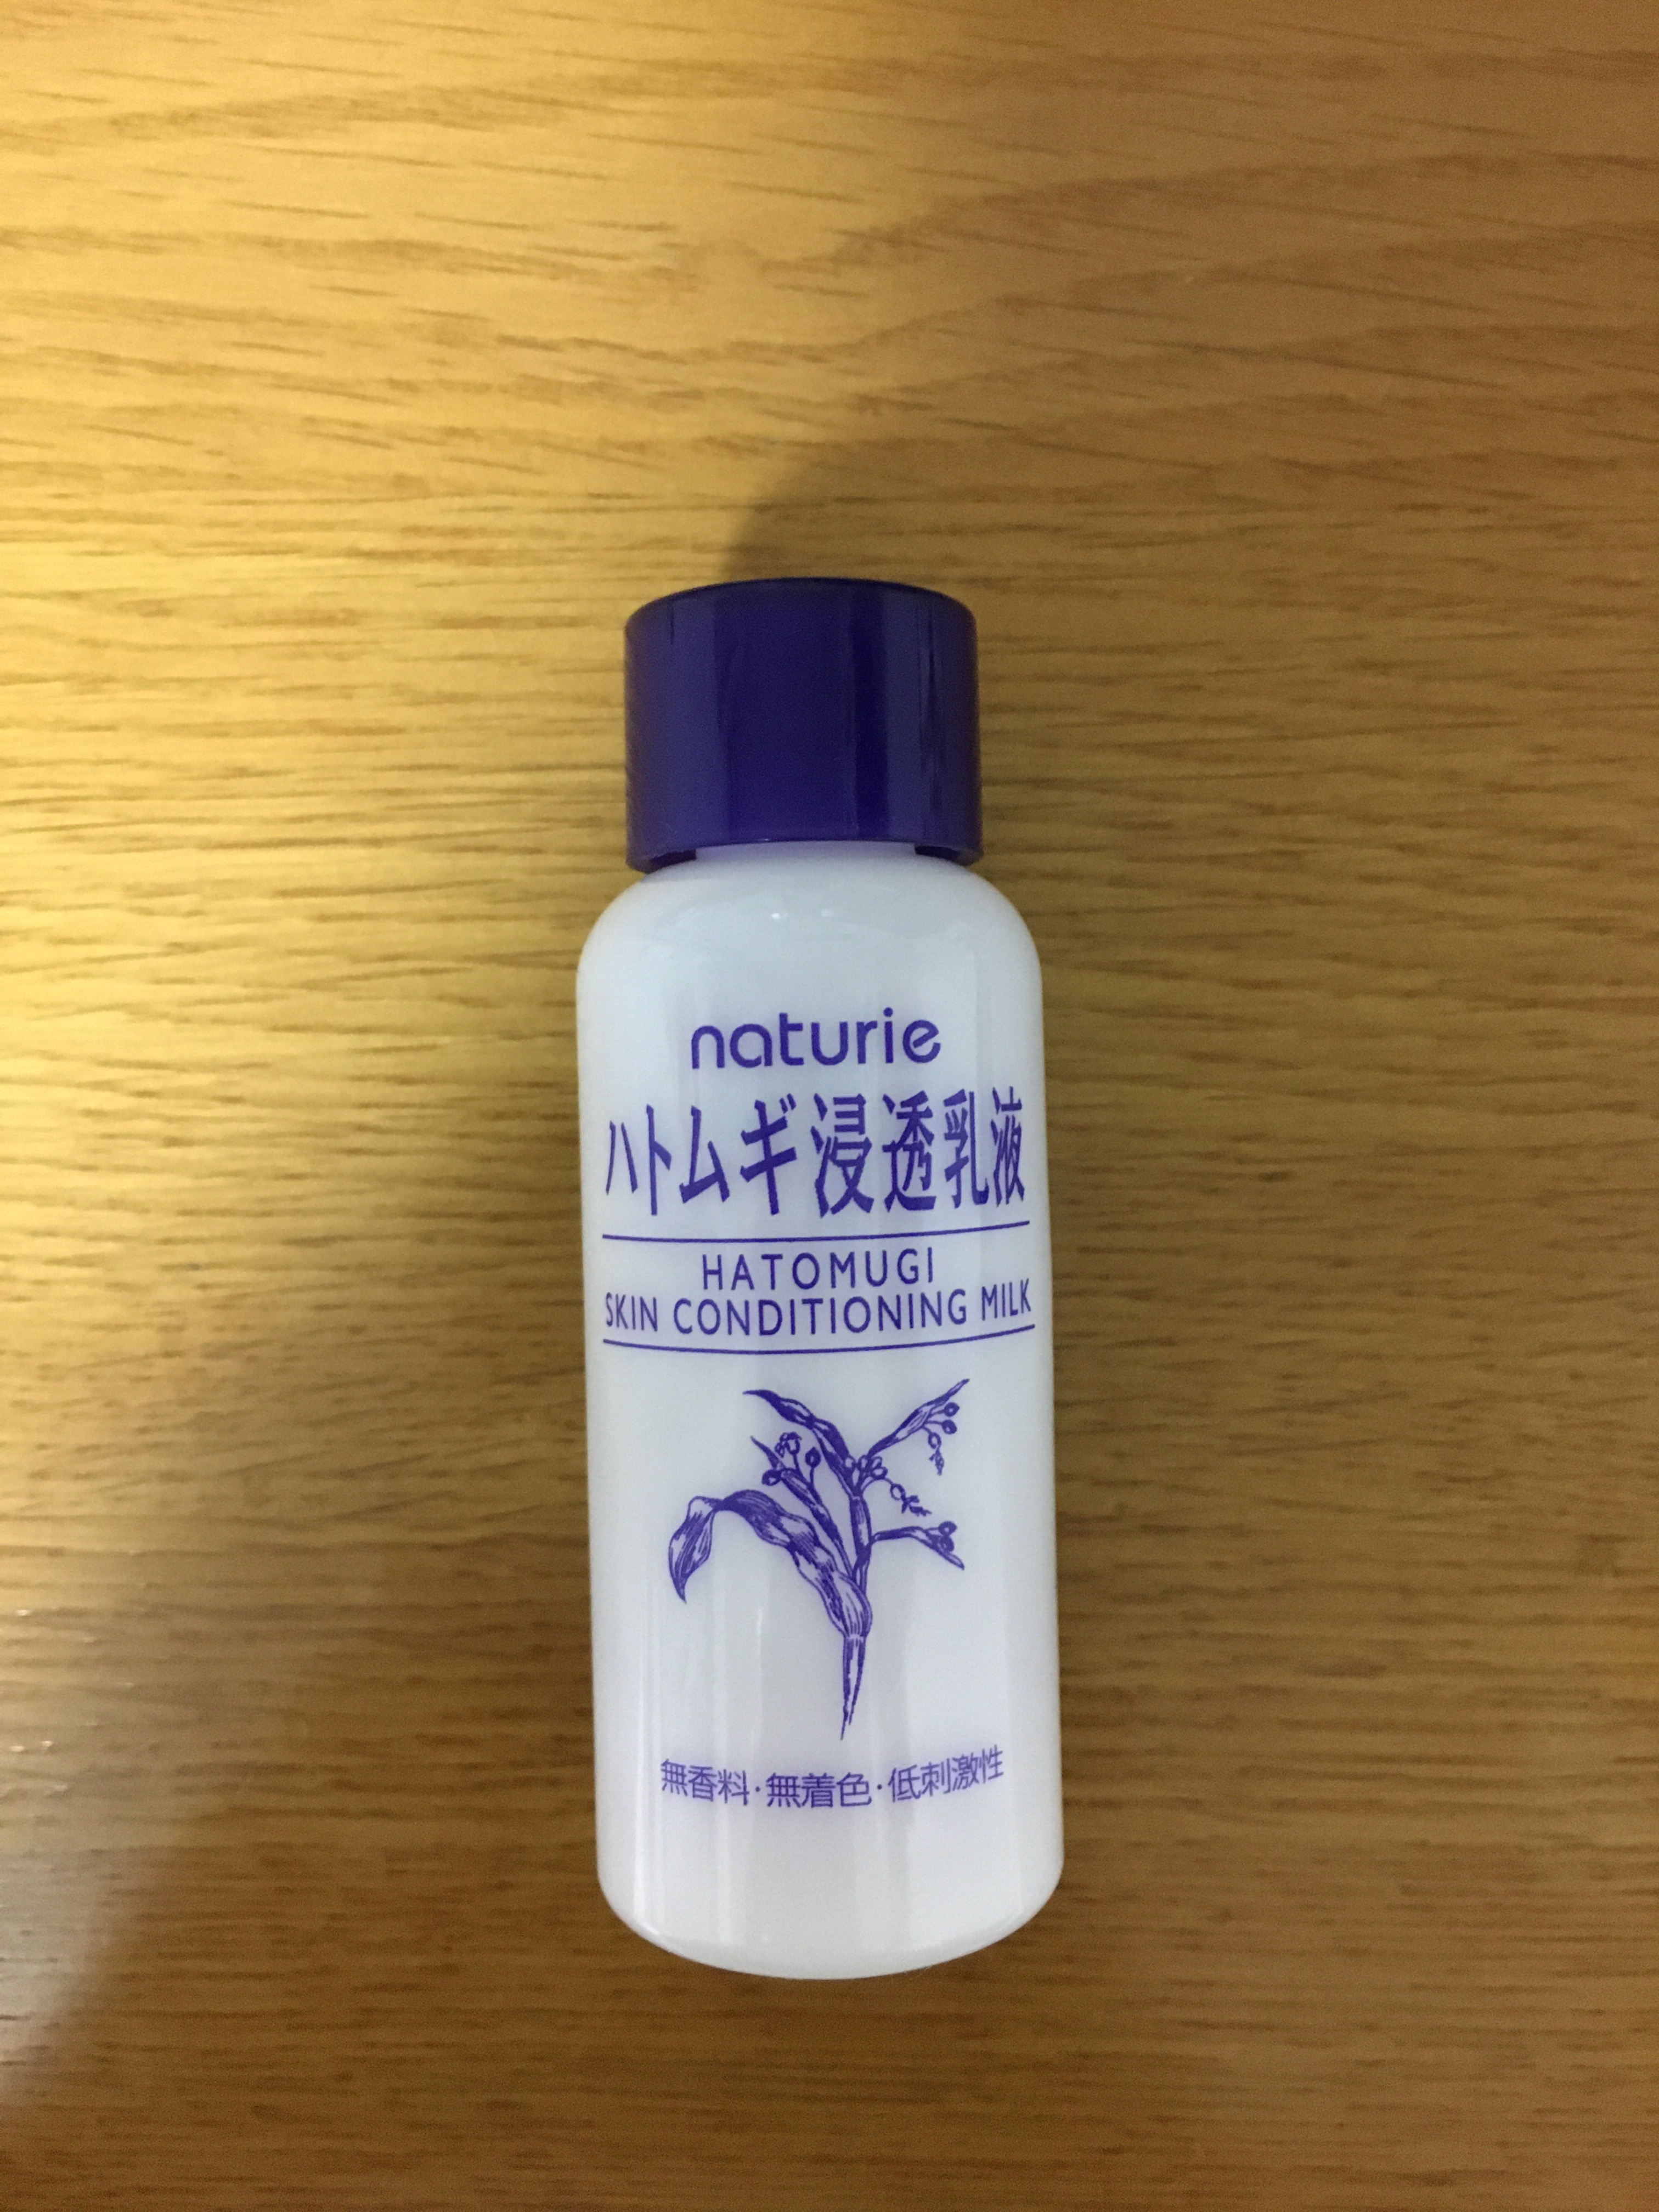 naturie
ハトムギ浸透乳液
HATOMUGI
SKIN CONDITIONING MILK
無香料・無着色・低刺激性